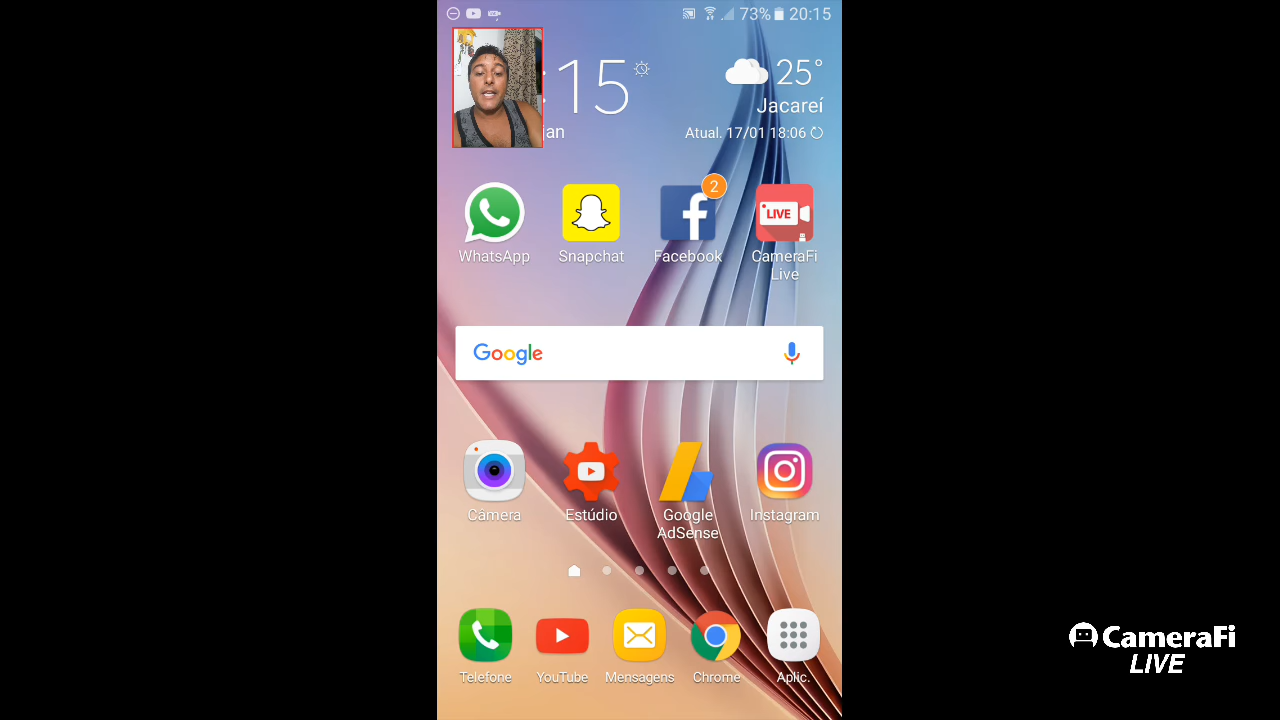 73% 20:15
15
25°
Jacareí
an
Atual. 17/01 18:06
2
LIVE
WhatsApp
Snapchat
Facebook
CameraFi
Live
Google
Câmera
Estúdio
Google
AdSense
Instagram
Telefone
YouTube
Mensagens
Chrome
Aplic.
CameraFi
LIVE